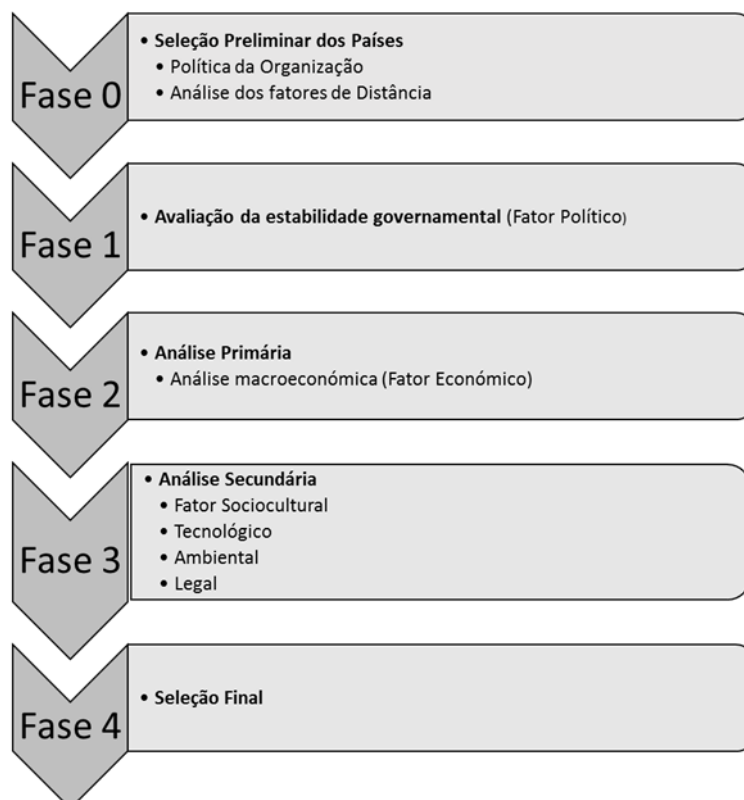 Fase 0
• Seleção Preliminar dos Países
• Política da Organização
• Análise dos fatores de Distância
Fase 1
• Avaliação da estabilidade governamental (Fator Político)
Fase 2
• Análise Primária
• Análise macroeconómica (Fator Económico)
Fase 3
• Análise Secundária
• Fator Sociocultural
• Tecnológico
• Ambiental
• Legal
Fase 4
• Seleção Final